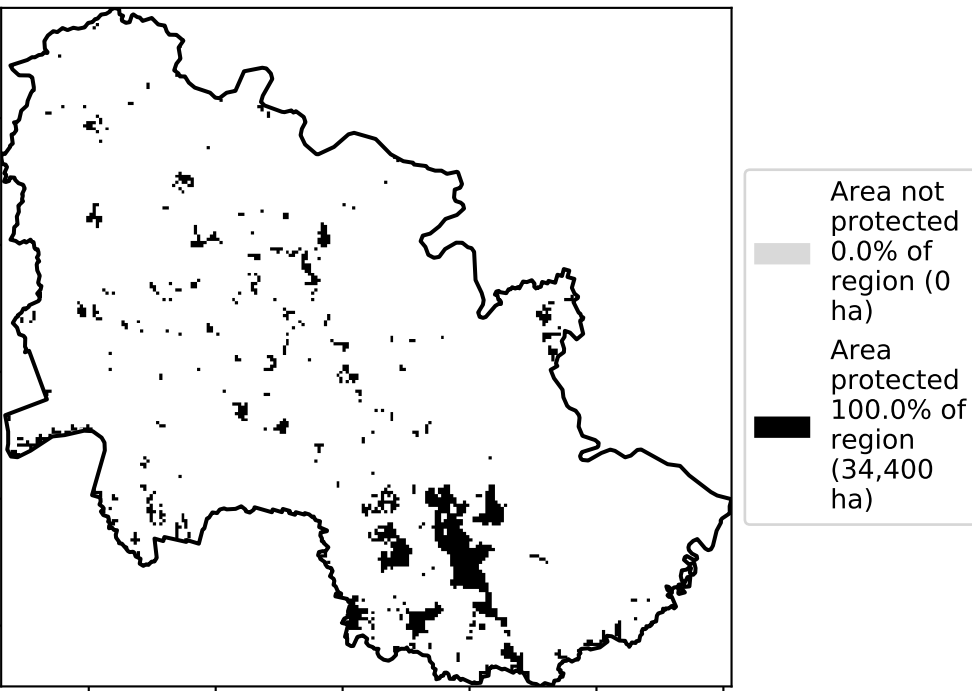 Area not
protected
0.0% of
region (0
ha)
Area
protected
100.0% of
region
(34,400
ha)